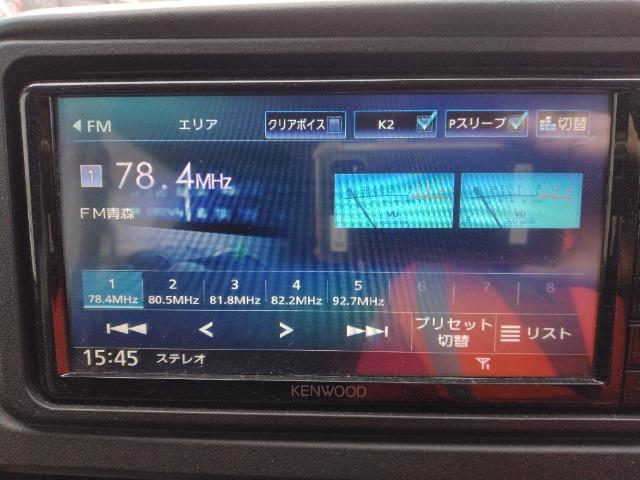 FM エリア クリアボイス K2 Pスリープ 切替
1 78.4MHz
FM青森
VU VU
1 2 3 4 5 6 7 8
78.4MHz 80.5MHz 81.8MHz 82.2MHz 92.7MHz
プリセット
切替 リスト
15:45 ステレオ
KENWOOD